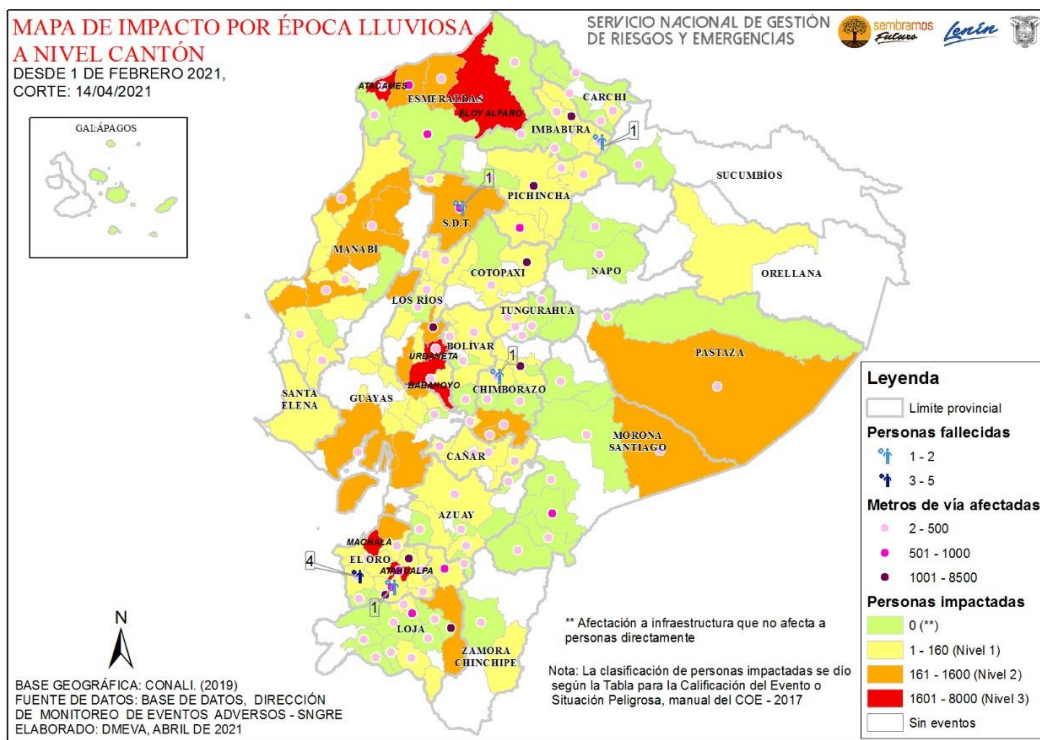 MAPA DE IMPACTO POR ÉPOCA LLUVIOSA
A NIVEL CANTÓN
DESDE 1 DE FEBRERO 2021,
CORTE: 14/04/2021
SERVICIO NACIONAL DE GESTIÓN
DE RIESGOS Y EMERGENCIAS
sembramos
Futuro
Lenín
GALÁPAGOS
ATACAMES
ESMERALDAS
ELOY ALFARO
CARCHI
IMBABURA
1
SUCUMBÍOS
PICHINCHA
1
S.D.T.
MANABÍ
COTOPAXI
NAPO
ORELLANA
LOS RÍOS
TUNGURAHUA
BOLÍVAR
URDANETA
1
PASTAZA
BABAHOYO
CHIMBORAZO
SANTA
ELENA
GUAYAS
MORONA
SANTIAGO
CAÑAR
AZUAY
MACHALA
EL ORO
ATAHUALPA
4
1
LOJA
ZAMORA
CHINCHIPE
Leyenda
Límite provincial
Personas fallecidas
1 - 2
3 - 5
Metros de vía afectadas
2 - 500
501 - 1000
1001 - 8500
Personas impactadas
0 (**)
1 - 160 (Nivel 1)
161 - 1600 (Nivel 2)
1601 - 8000 (Nivel 3)
Sin eventos
** Afectación a infraestructura que no afecta a
personas directamente
Nota: La clasificación de personas impactadas se dío
según la Tabla para la Calificación del Evento o
Situación Peligrosa, manual del COE - 2017
N
BASE GEOGRÁFICA: CONALI. (2019)
FUENTE DE DATOS: BASE DE DATOS, DIRECCIÓN
DE MONITOREO DE EVENTOS ADVERSOS - SNGRE
ELABORADO: DMEVA, ABRIL DE 2021